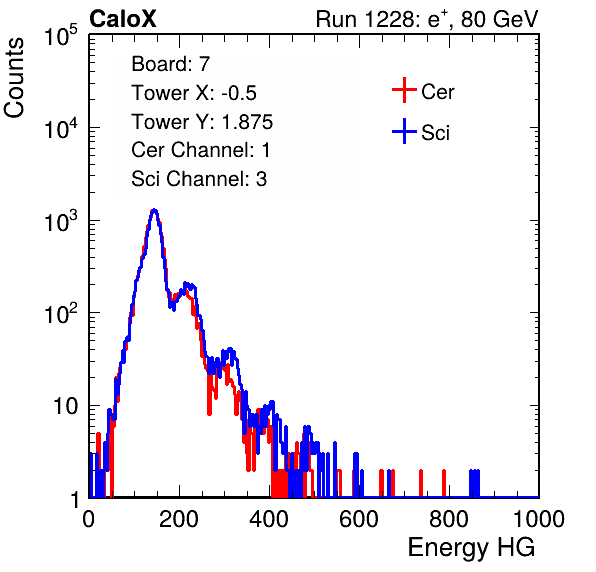 CaloX Run 1228: e⁺, 80 GeV
Counts
10⁵
10⁴
10³
10²
10
1
Board: 7
Tower X: -0.5
Tower Y: 1.875
Cer Channel: 1
Sci Channel: 3
Cer
Sci
0 200 400 600 800 1000
Energy HG